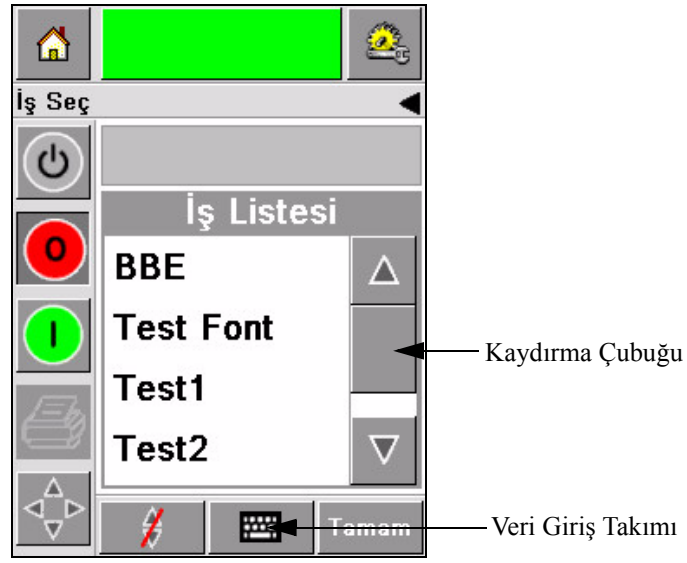 İş Seç
İş Listesi
BBE
Test Font
Test1
Test2
Tamam
Kaydırma Çubuğu
Veri Giriş Takımı